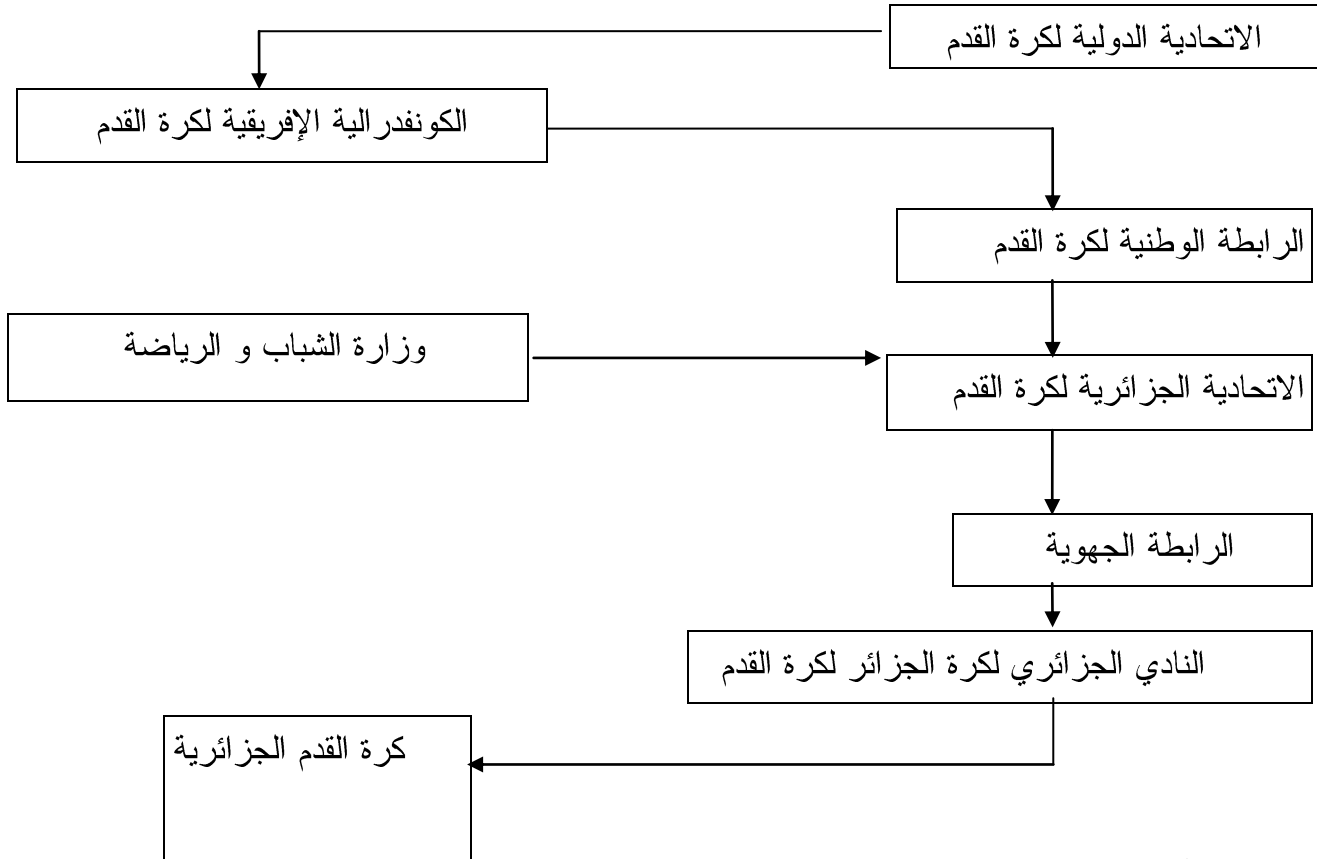 الاتحادية الدولية لكرة القدم
الكونفدرالية الإفريقية لكرة القدم
الرابطة الوطنية لكرة القدم
وزارة الشباب و الرياضة
الاتحادية الجزائرية لكرة القدم
الرابطة الجهوية
النادي الجزائري لكرة الجزائر لكرة القدم
كرة القدم الجزائرية